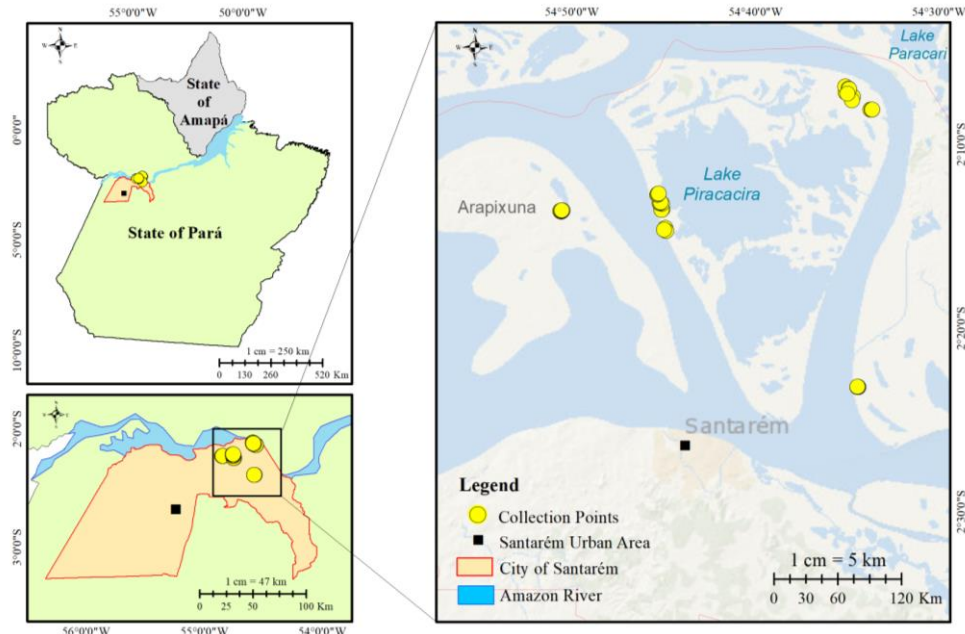 55°0'0"W
50°0'0"W
N
W
E
S
State
of
Amapá
0°0'0"
5°0'0"S
10°0'0"S
State of Pará
1 cm = 250 km
0 130 260 520 Km
2°0'0"S
3°0'0"S
N
W
E
S
1 cm = 47 km
0 25 50 100 Km
56°0'0"W
55°0'0"W
54°0'0"W
54°50'0"W
54°40'0"W
54°30'0"W
N
W
E
S
Lake
Paracari
2°10'0"S
Lake
Piracacira
Arapixuna
2°20'0"S
Santarém
2°30'0"S
Legend
Collection Points
Santarém Urban Area
City of Santarém
Amazon River
1 cm = 5 km
0 30 60 120 Km